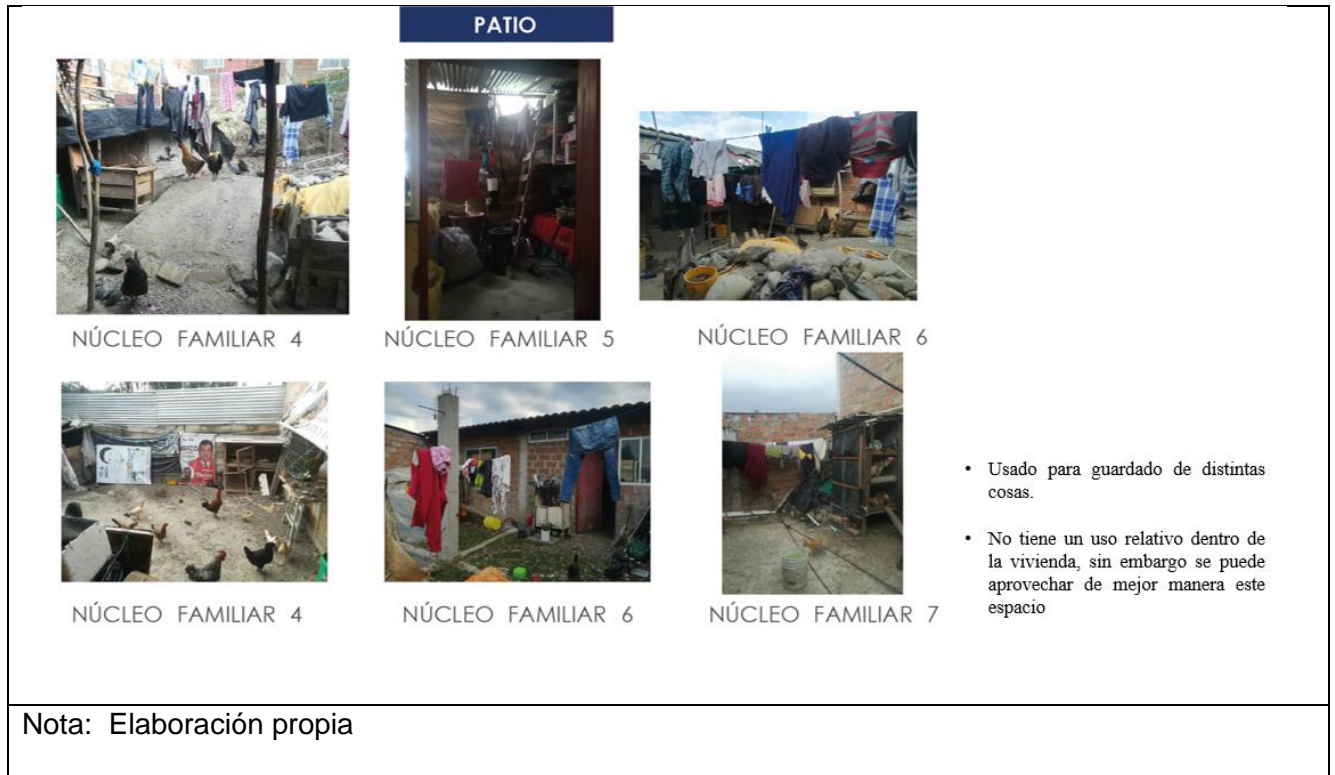 PATIO
NÚCLEO FAMILIAR 4
NÚCLEO FAMILIAR 5
NÚCLEO FAMILIAR 6
NÚCLEO FAMILIAR 4
NÚCLEO FAMILIAR 6
NÚCLEO FAMILIAR 7
• Usado para guardado de distintas
cosas.
• No tiene un uso relativo dentro de
la vivienda, sin embargo se puede
aprovechar de mejor manera este
espacio
Nota: Elaboración propia